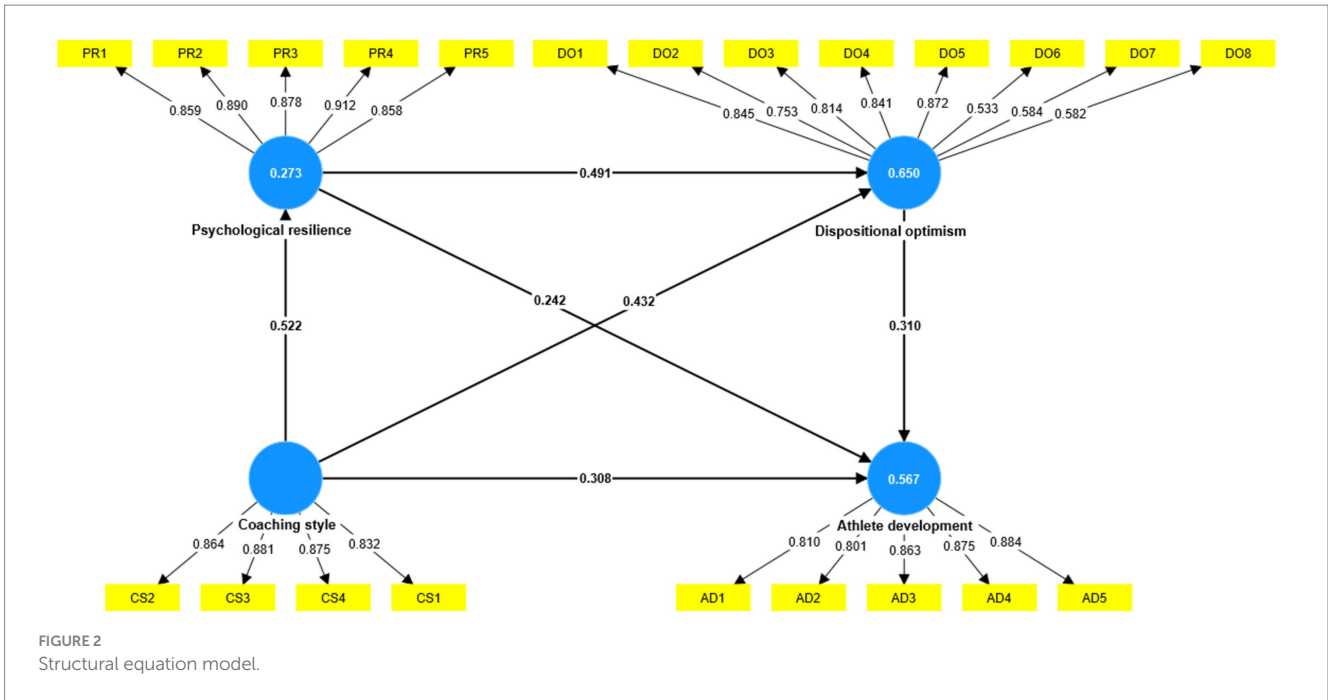 PR1 PR2 PR3 PR4 PR5 DO1 DO2 DO3 DO4 DO5 DO6 DO7 DO8
0.859 0.890 0.878 0.912 0.858 0.845 0.753 0.814 0.841 0.872 0.533 0.584 0.582
0.273 0.491 0.650
Psychological resilience Dispositional optimism
0.242 0.432
0.522 0.310
0.308 0.567
Coaching style Athlete development
0.864 0.881 0.875 0.832 0.810 0.801 0.863 0.875 0.884
CS2 CS3 CS4 CS1 AD1 AD2 AD3 AD4 AD5
FIGURE 2
Structural equation model.